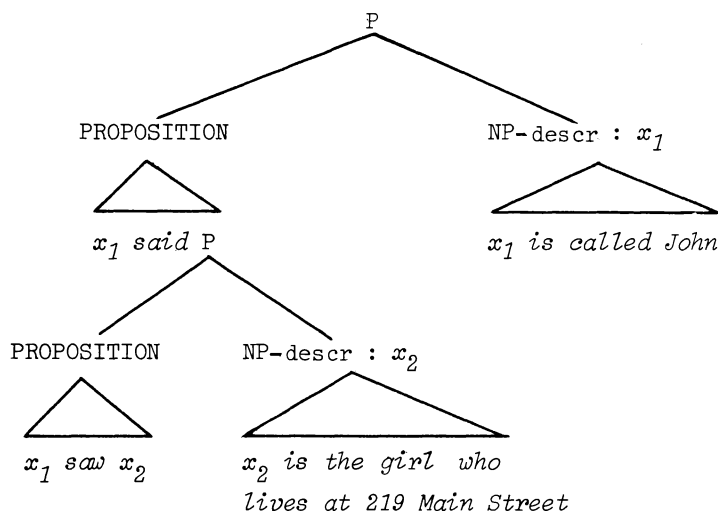 P
PROPOSITION NP-descr : x₁
x₁ said P x₁ is called John
PROPOSITION NP-descr : x₂
x₁ saw x₂ x₂ is the girl who
lives at 219 Main Street